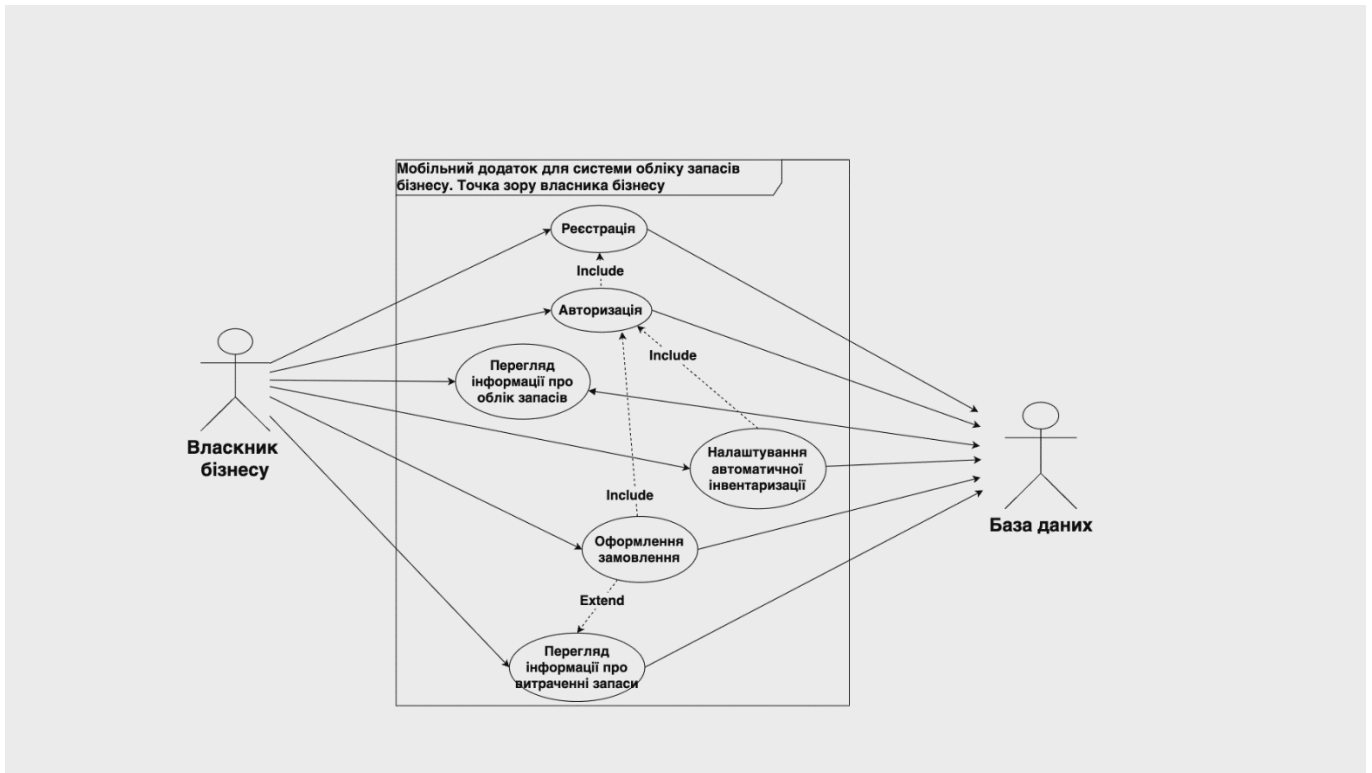 Мобільний додаток для системи обліку запасів
бізнесу. Точка зору власника бізнесу
Реєстрація
Include
Авторизація
Include
Перегляд
інформації про
облік запасів
Власкник
бізнесу
Налаштування
автоматичної
інвентаризації
Include
База даних
Оформлення
замовлення
Extend
Перегляд
інформації про
витраченні запаси